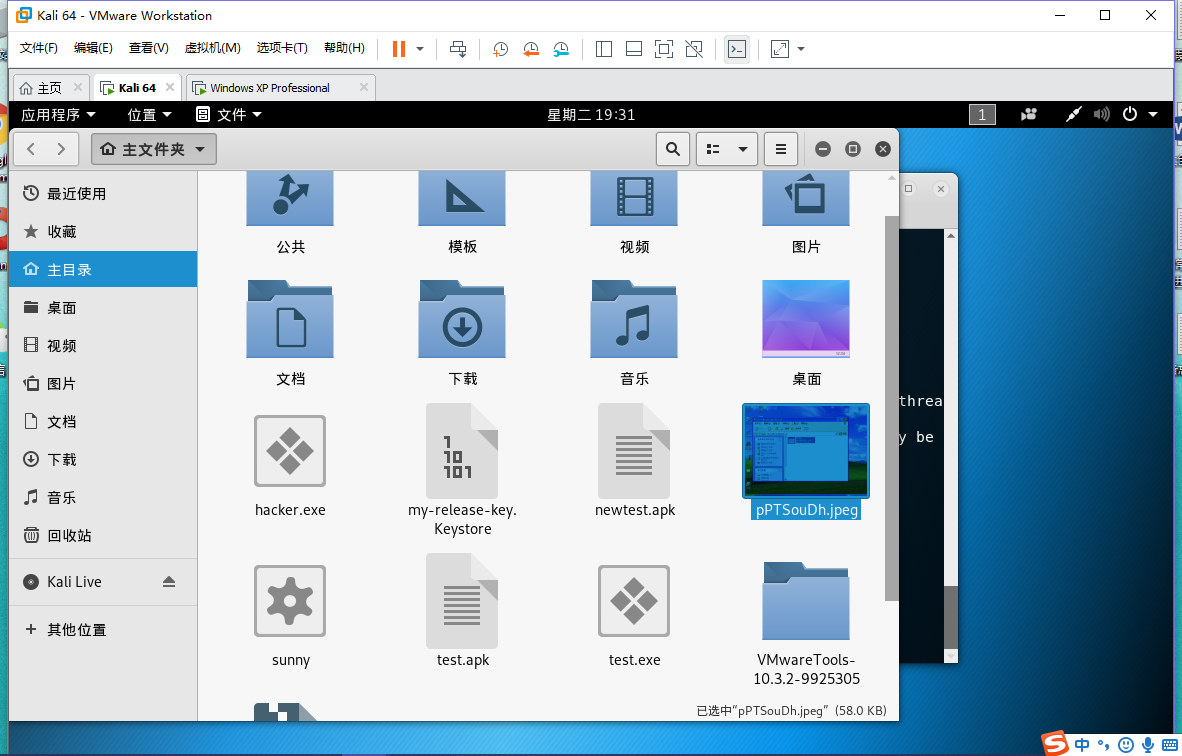 Kali 64 - VMware Workstation
文件(F) 编辑(E) 查看(V) 虚拟机(M) 选项卡(T) 帮助(H)
主页 Kali 64 Windows XP Professional
应用程序 位置 文件 星期二 19:31 1
主文件夹
最近使用
收藏
主目录
桌面
视频
图片
文档
下载
音乐
回收站
Kali Live
其他位置
公共 模板 视频 图片
文档 下载 音乐 桌面
hacker.exe
my-release-key.
Keystore
newtest.apk
pPTSouDh.jpeg
sunny
test.apk
test.exe
VMwareTools-
10.3.2-9925305
已选中"pPTSouDh.jpeg" (58.0 KB)
threa
y be
中